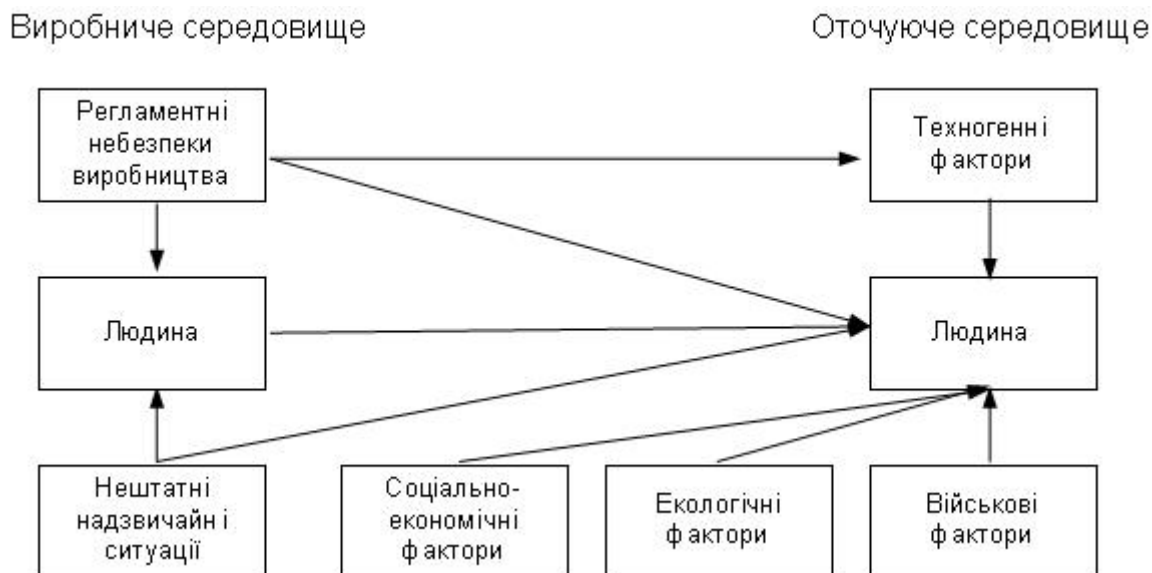 Виробниче середовище
Оточуюче середовище
Регламентні
небезпеки
виробництва
Техногенні
фактори
Людина
Людина
Нештатні
надзвичайні
ситуації
Соціально-
економічні
фактори
Екологічні
фактори
Військові
фактори